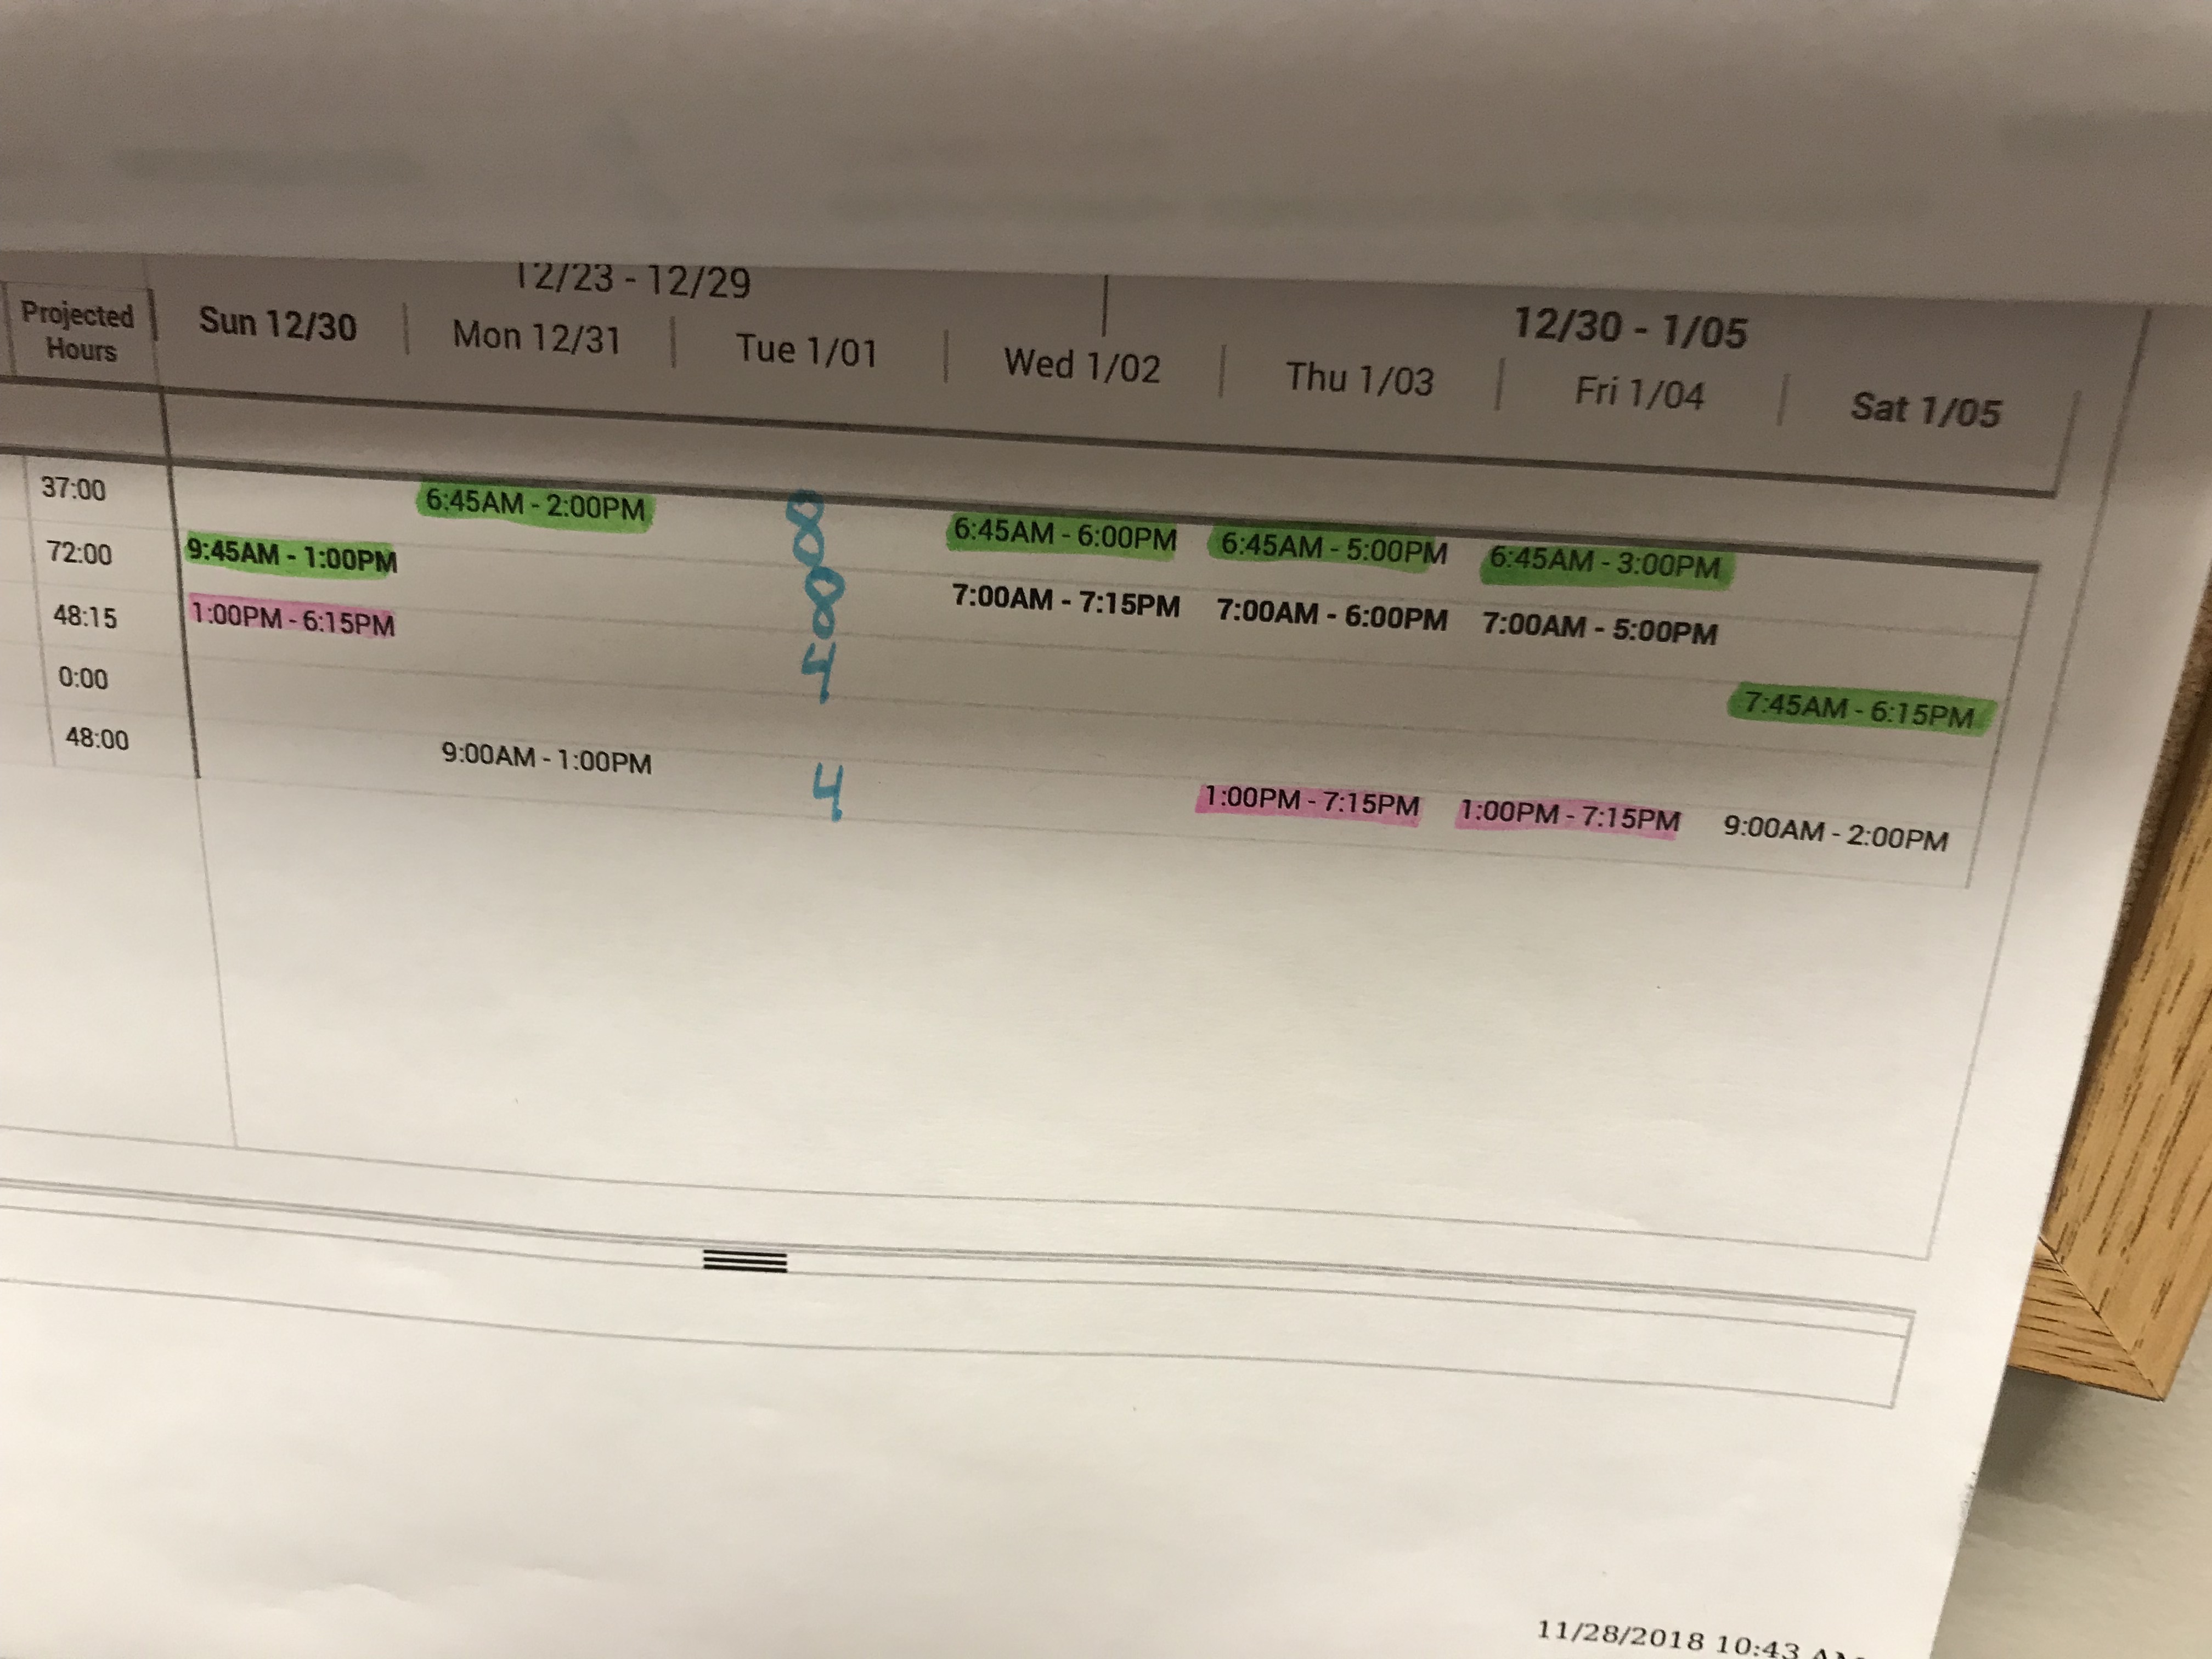 12/23 - 12/29 12/30 - 1/05
Projected Hours Sun 12/30 Mon 12/31 Tue 1/01 Wed 1/02 Thu 1/03 Fri 1/04 Sat 1/05
37:00 6:45AM - 2:00PM 8 6:45AM - 6:00PM 6:45AM - 5:00PM 6:45AM - 3:00PM
72:00 9:45AM - 1:00PM 8 7:00AM - 7:15PM 7:00AM - 6:00PM 7:00AM - 5:00PM
48:15 1:00PM - 6:15PM 4 7:45AM - 6:15PM
0:00
48:00 9:00AM - 1:00PM 4 1:00PM - 7:15PM 1:00PM - 7:15PM 9:00AM - 2:00PM
11/28/2018 10:43 AM